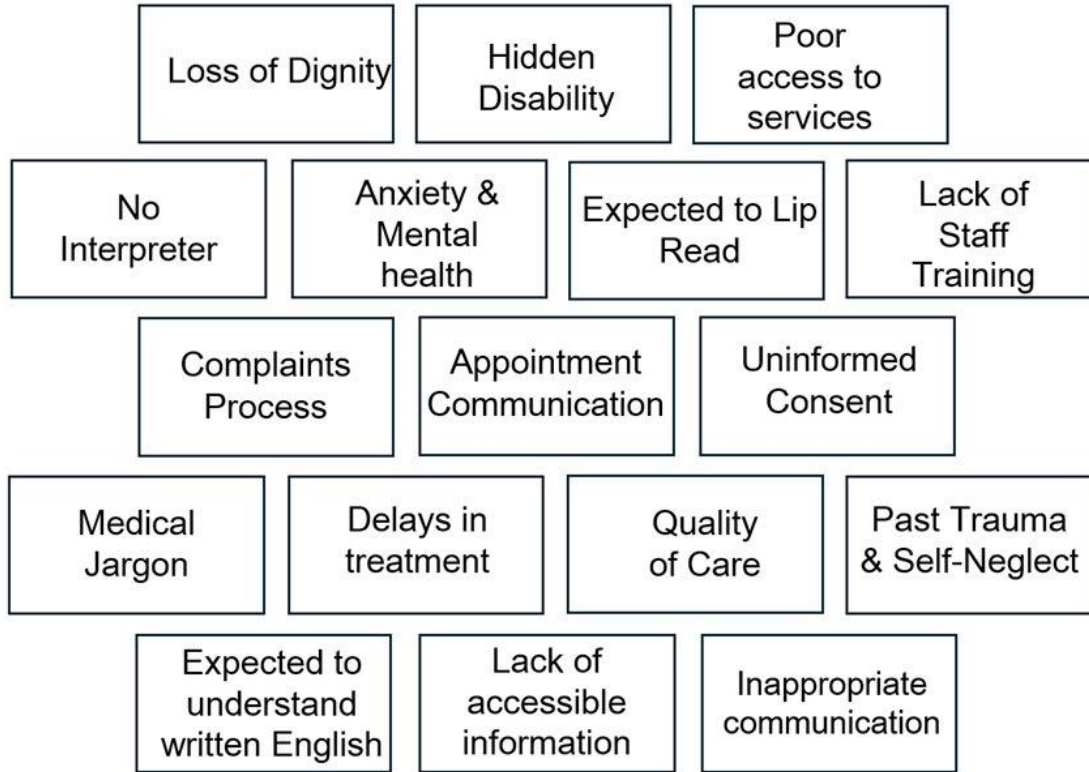 Loss of Dignity
Hidden
Disability
Poor
access to
services
No
Interpreter
Anxiety &
Mental
health
Expected to Lip
Read
Lack of
Staff
Training
Complaints
Process
Appointment
Communication
Uninformed
Consent
Medical
Jargon
Delays in
treatment
Quality
of Care
Past Trauma
& Self-Neglect
Expected to
understand
written English
Lack of
accessible
information
Inappropriate
communication